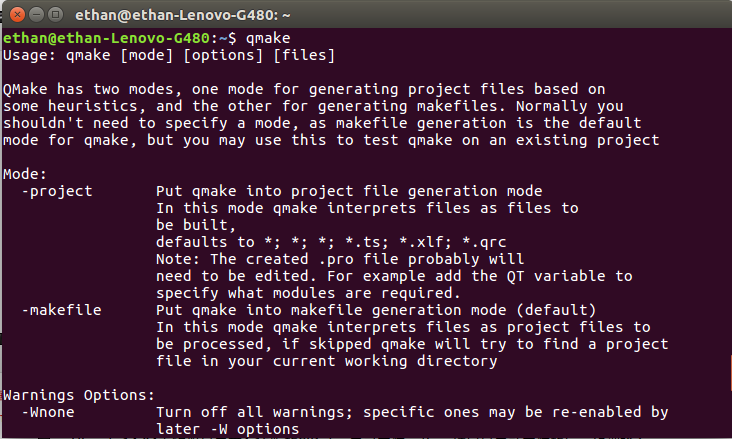 ethan@ethan-Lenovo-G480: ~
ethan@ethan-Lenovo-G480:~$ qmake
Usage: qmake [mode] [options] [files]
QMake has two modes, one mode for generating project files based on
some heuristics, and the other for generating makefiles. Normally you
shouldn't need to specify a mode, as makefile generation is the default
mode for qmake, but you may use this to test qmake on an existing project
Mode:
-project Put qmake into project file generation mode
In this mode qmake interprets files as files to
be built,
defaults to *; *; *; *.ts; *.xlf; *.qrc
Note: The created .pro file probably will
need to be edited. For example add the QT variable to
specify what modules are required.
-makefile Put qmake into makefile generation mode (default)
In this mode qmake interprets files as project files to
be processed, if skipped qmake will try to find a project
file in your current working directory
Warnings Options:
-Wnone Turn off all warnings; specific ones may be re-enabled by
later -W options